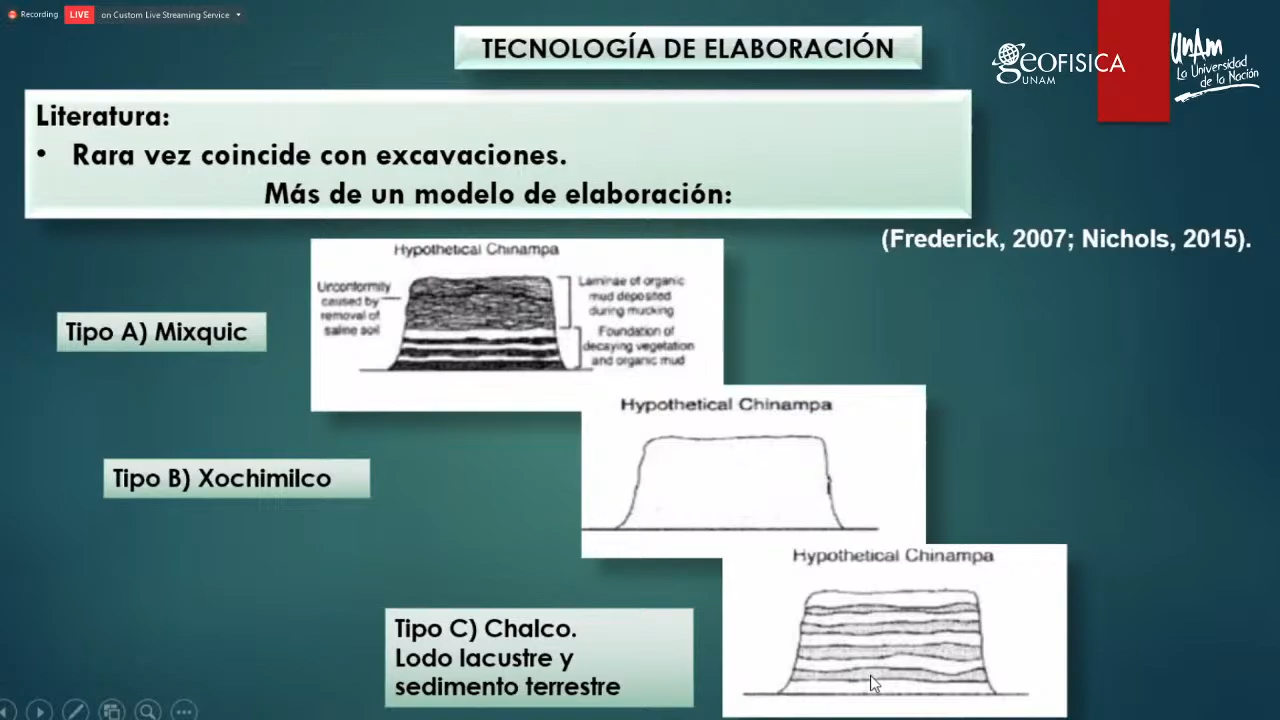 Recording LIVE on Custom Live Streaming Service
TECNOLOGÍA DE ELABORACIÓN
GEOFISICA
UNAM
UNAM
La Universidad
de la Nación
Literatura:
• Rara vez coincide con excavaciones.
Más de un modelo de elaboración:
(Frederick, 2007; Nichols, 2015).
Tipo A) Mixquic
Hypothetical Chinampa
Unconformity
caused by
removal of
saline soil
Laminae of organic
mud deposited
during mucking
Foundation of
decaying vegetation
and organic mud
Tipo B) Xochimilco
Hypothetical Chinampa
Tipo C) Chalco.
Lodo lacustre y
sedimento terrestre
Hypothetical Chinampa